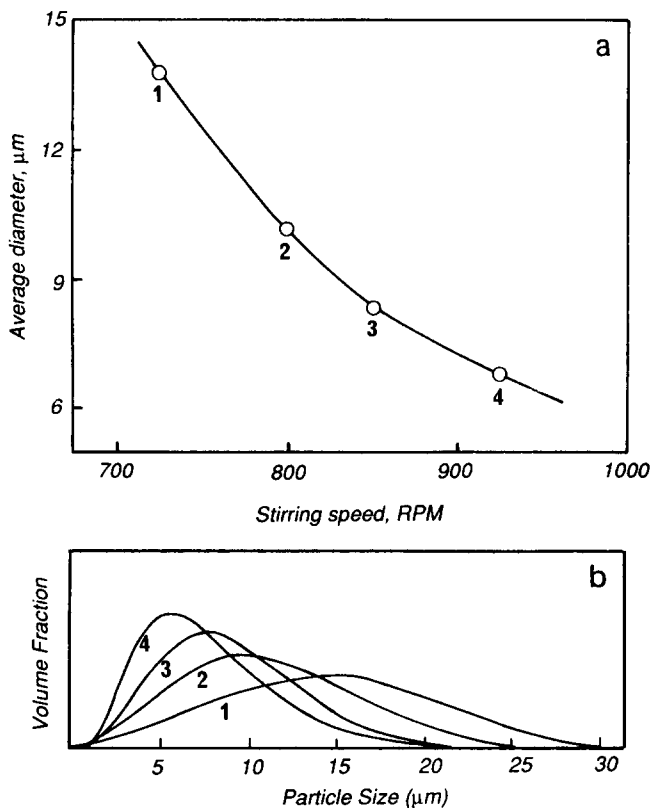 15
a
12
9
6
1
2
3
4
Average diameter, μm
700 800 900 1000
Stirring speed, RPM
b
4
3
2
1
Volume Fraction
5 10 15 20 25 30
Particle Size (μm)